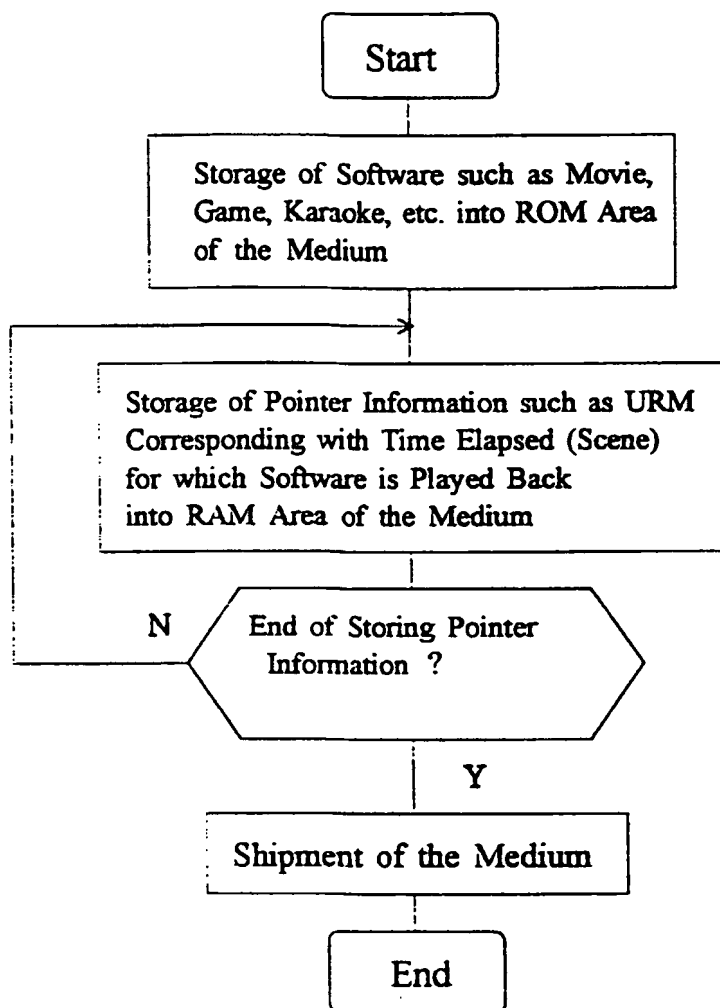 Start
Storage of Software such as Movie,
Game, Karaoke, etc. into ROM Area
of the Medium
Storage of Pointer Information such as URM
Corresponding with Time Elapsed (Scene)
for which Software is Played Back
into RAM Area of the Medium
N
End of Storing Pointer
Information ?
Y
Shipment of the Medium
End